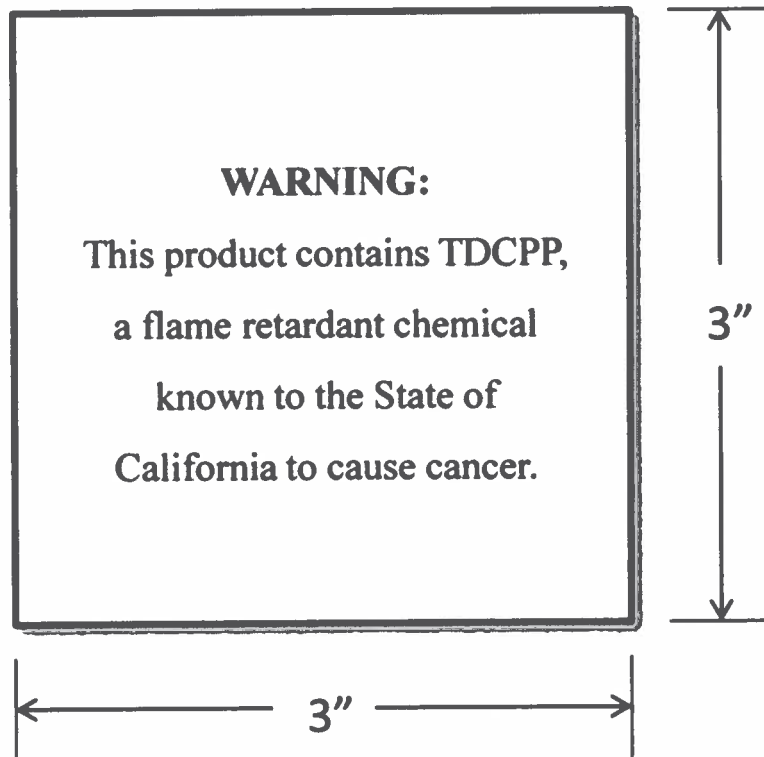 WARNING:
This product contains TDCPP,
a flame retardant chemical
known to the State of
California to cause cancer.
3"
3"